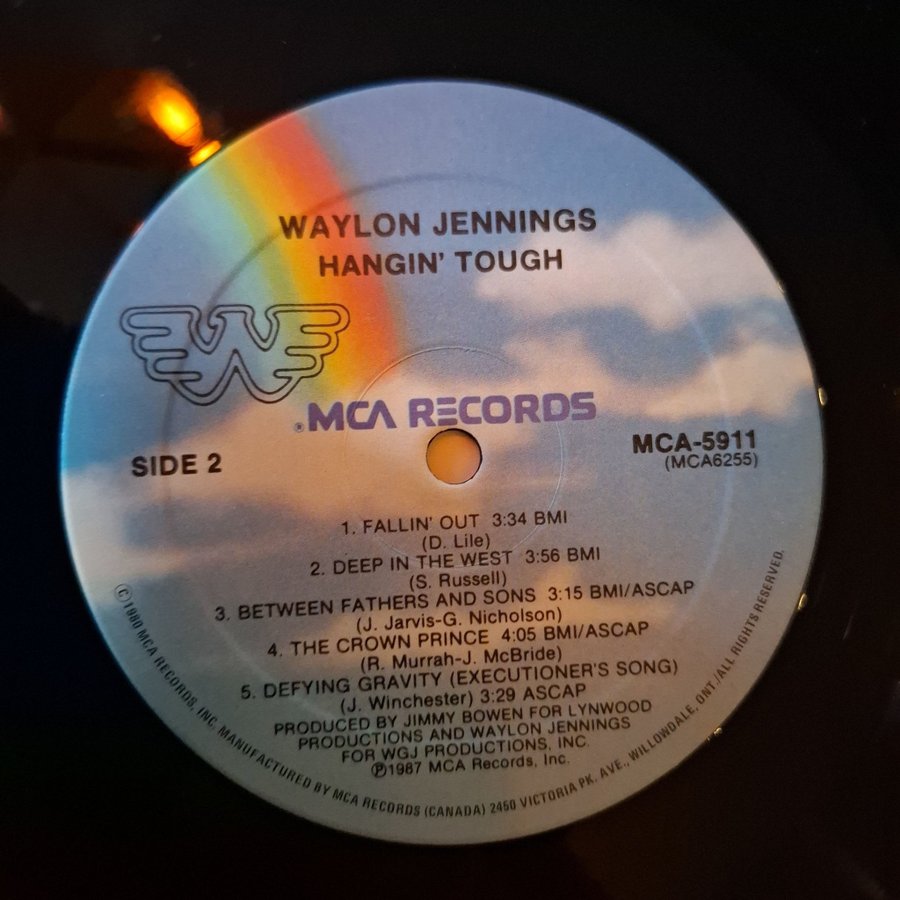 WAYLON JENNINGS
HANGIN' TOUGH
W
®MCA RECORDS
SIDE 2
MCA-5911
(MCA6255)
1. FALLIN' OUT 3:34 BMI
(D. Lile)
2. DEEP IN THE WEST 3:56 BMI
(S. Russell)
3. BETWEEN FATHERS AND SONS 3:15 BMI/ASCAP
(J. Jarvis-G. Nicholson)
4. THE CROWN PRINCE 4:05 BMI/ASCAP
(R. Murrah-J. McBride)
5. DEFYING GRAVITY (EXECUTIONER'S SONG)
(J. Winchester) 3:29 ASCAP
PRODUCED BY JIMMY BOWEN FOR LYNWOOD
PRODUCTIONS AND WAYLON JENNINGS
FOR WGJ PRODUCTIONS, INC.
Ⓟ1987 MCA Records, Inc.
©1980 MCA RECORDS, INC. MANUFACTURED BY MCA RECORDS (CANADA) 2450 VICTORIA PK. AVE., WILLOWDALE, ONT./ALL RIGHTS RESERVED.